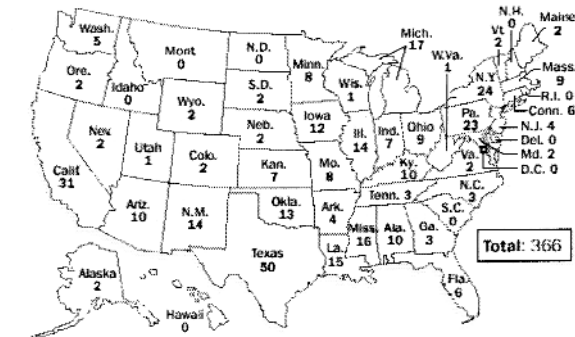 Wash.
5
Ore.
2
Calif
31
Nev.
2
Idaho
0
Mont
0
Wyo.
2
Utah
1
Ariz.
10
Colo.
2
N.M.
14
N.D.
0
S.D.
2
Neb.
2
Kan.
7
Okla.
13
Texas
50
Minn.
8
Iowa
12
Mo.
8
Ark.
4
La.
15
Wis.
1
Ill.
14
Mich.
17
Ind.
7
Ohio
9
Ky.
10
Tenn. 3
Miss.
16
Ala.
10
Ga.
3
Fla.
6
S.C.
0
N.C.
3
Va.
2
W.Va.
1
Pa.
23
N.Y.
24
Vt
2
N.H.
0
Maine
2
Mass.
9
R.I. 0
Conn. 6
N.J. 4
Del. 0
Md. 2
D.C. 0
Alaska
2
Hawaii
0
Total: 366